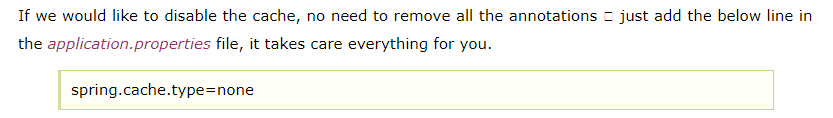 If we would like to disable the cache, no need to remove all the annotations □ just add the below line in
the application.properties file, it takes care everything for you.
spring.cache.type=none